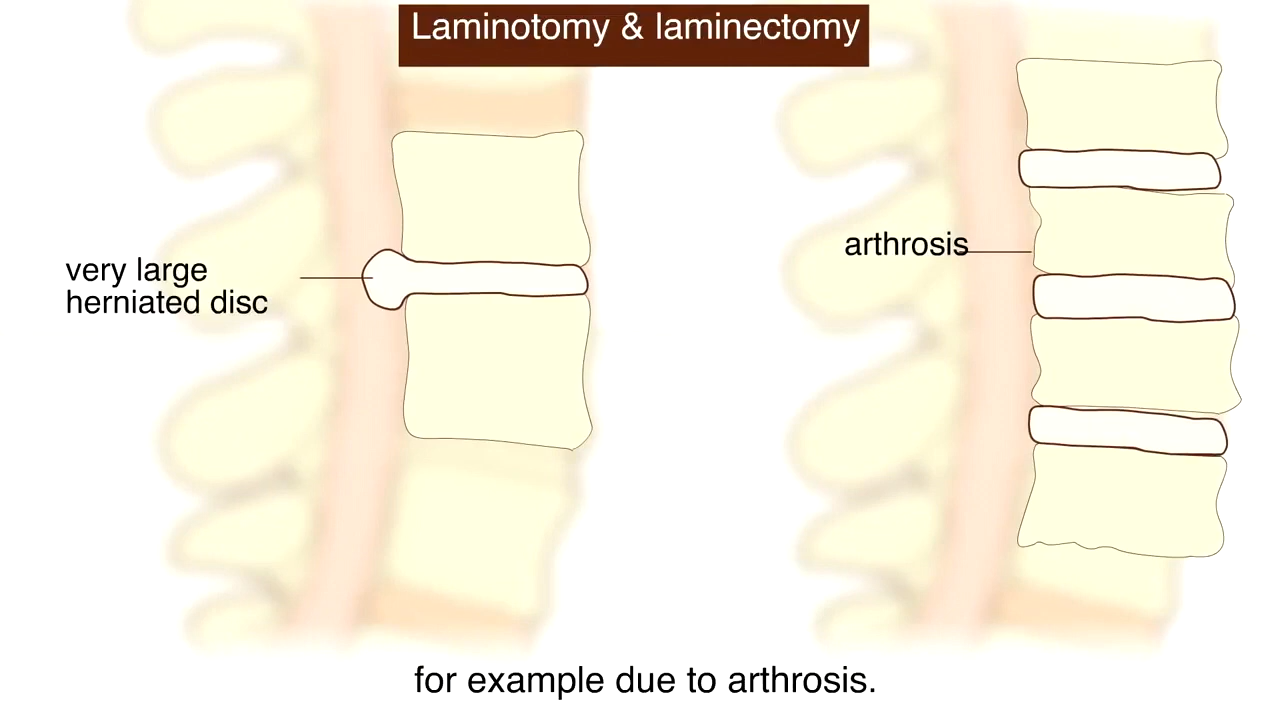 Laminotomy & laminectomy
very large
herniated disc
arthrosis
for example due to arthrosis.